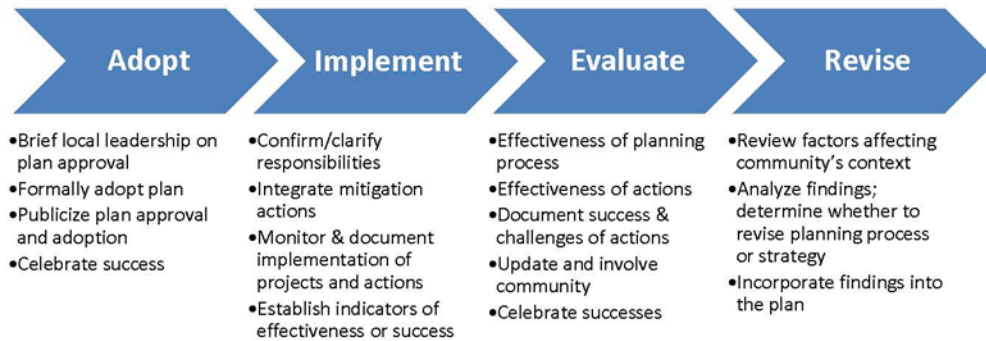 Adopt
•Brief local leadership on
plan approval
•Formally adopt plan
•Publicize plan approval
and adoption
•Celebrate success
Implement
•Confirm/clarify
responsibilities
•Integrate mitigation
actions
•Monitor & document
implementation of
projects and actions
•Establish indicators of
effectiveness or success
Evaluate
•Effectiveness of planning
process
•Effectiveness of actions
•Document success &
challenges of actions
•Update and involve
community
•Celebrate successes
Revise
•Review factors affecting
community's context
•Analyze findings;
determine whether to
revise planning process
or strategy
•Incorporate findings into
the plan